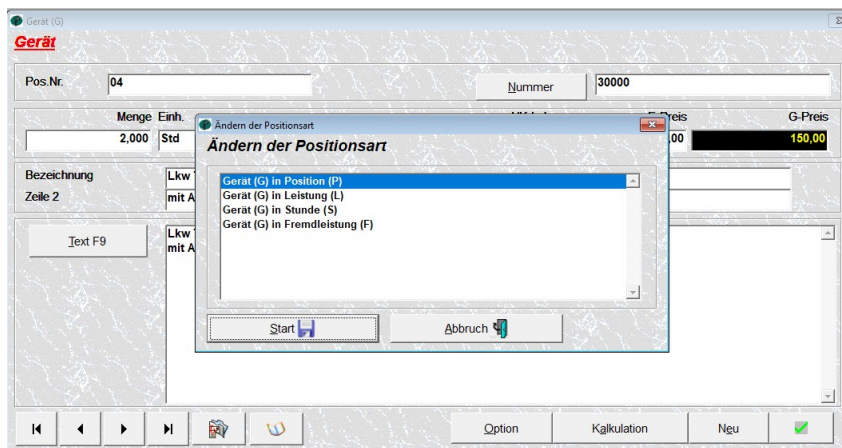 Gerät (G)
Gerät
Pos.Nr. 04 Nummer 30000
Menge Einh. G-Preis
2,000 Std ,00 150,00
Ändern der Positionsart
Ändern der Positionsart
Bezeichnung Lkw
Zeile 2 mit A
Gerät (G) in Position (P)
Gerät (G) in Leistung (L)
Gerät (G) in Stunde (S)
Gerät (G) in Fremdleistung (F)
Text F9 Lkw
mit A
Start Abbruch
Option Kalkulation Neu